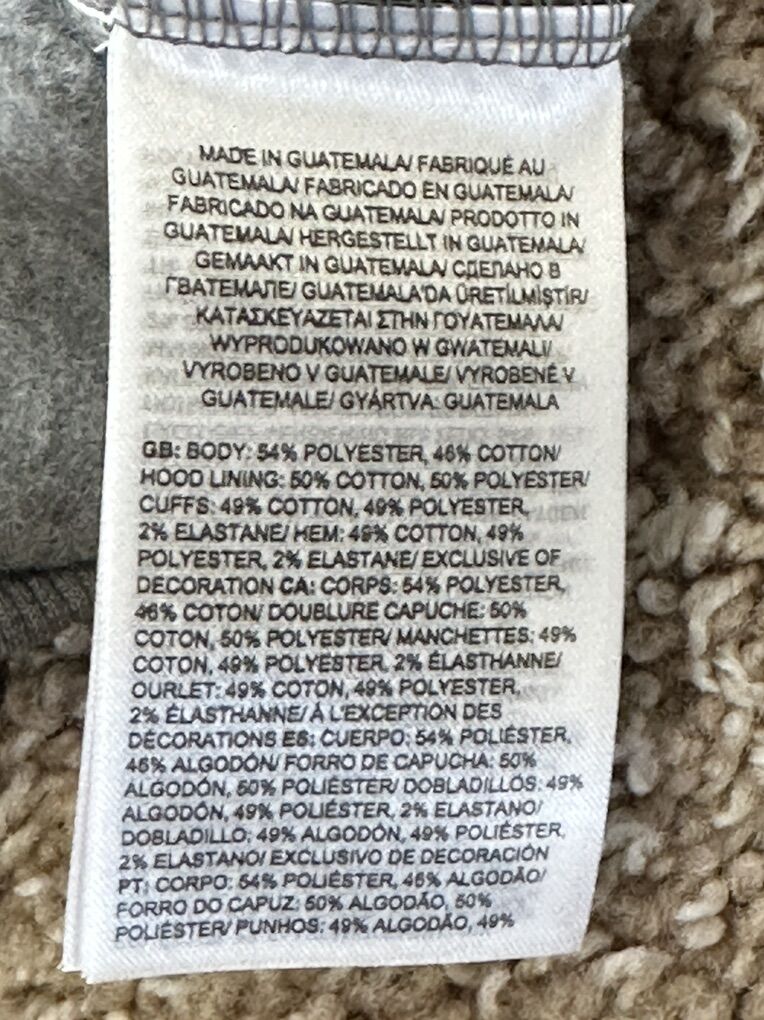 MADE IN GUATEMALA/ FABRIQUÉ AU
GUATEMALA/ FABRICADO EN GUATEMALA/
FABRICADO NA GUATEMALA/ PRODOTTO IN
GUATEMALA/ HERGESTELLT IN GUATEMALA/
GEMAAKT IN GUATEMALA/ СДЕЛАНО В
ГВАТЕМАЛЕ/ GUATEMALA'DA ÜRETİLMİŞTİR/
ΚΑΤΑΣΚΕΥΑΖΕΤΑΙ ΣΤΗΝ ΓΟΥΑΤΕΜΑΛΑ/
WYPRODUKOWANO W GWATEMALI/
VYROBENO V GUATEMALE/ VYROBENÉ V
GUATEMALE/ GYÁRTVA: GUATEMALA
GB: BODY: 54% POLYESTER, 46% COTTON/
HOOD LINING: 50% COTTON, 50% POLYESTER/
CUFFS: 49% COTTON, 49% POLYESTER,
2% ELASTANE/ HEM: 49% COTTON, 49%
POLYESTER, 2% ELASTANE/ EXCLUSIVE OF
DECORATION CA: CORPS: 54% POLYESTER,
46% COTON/ DOUBLURE CAPUCHE: 50%
COTON, 50% POLYESTER/ MANCHETTES: 49%
COTON, 49% POLYESTER, 2% ÉLASTHANNE/
OURLET: 49% COTON, 49% POLYESTER,
2% ÉLASTHANNE/ À L'EXCEPTION DES
DÉCORATIONS ES: CUERPO: 54% POLIÉSTER,
46% ALGODÓN/ FORRO DE CAPUCHA: 50%
ALGODÓN, 50% POLIÉSTER/ DOBLADILLOS: 49%
ALGODÓN, 49% POLIÉSTER, 2% ELASTANO/
DOBLADILLO: 49% ALGODÓN, 49% POLIÉSTER,
2% ELASTANO/ EXCLUSIVO DE DECORACIÓN
PT: CORPO: 54% POLIÉSTER, 46% ALGODÃO/
FORRO DO CAPUZ: 50% ALGODÃO, 50%
POLIÉSTER/ PUNHOS: 49% ALGODÃO, 49%